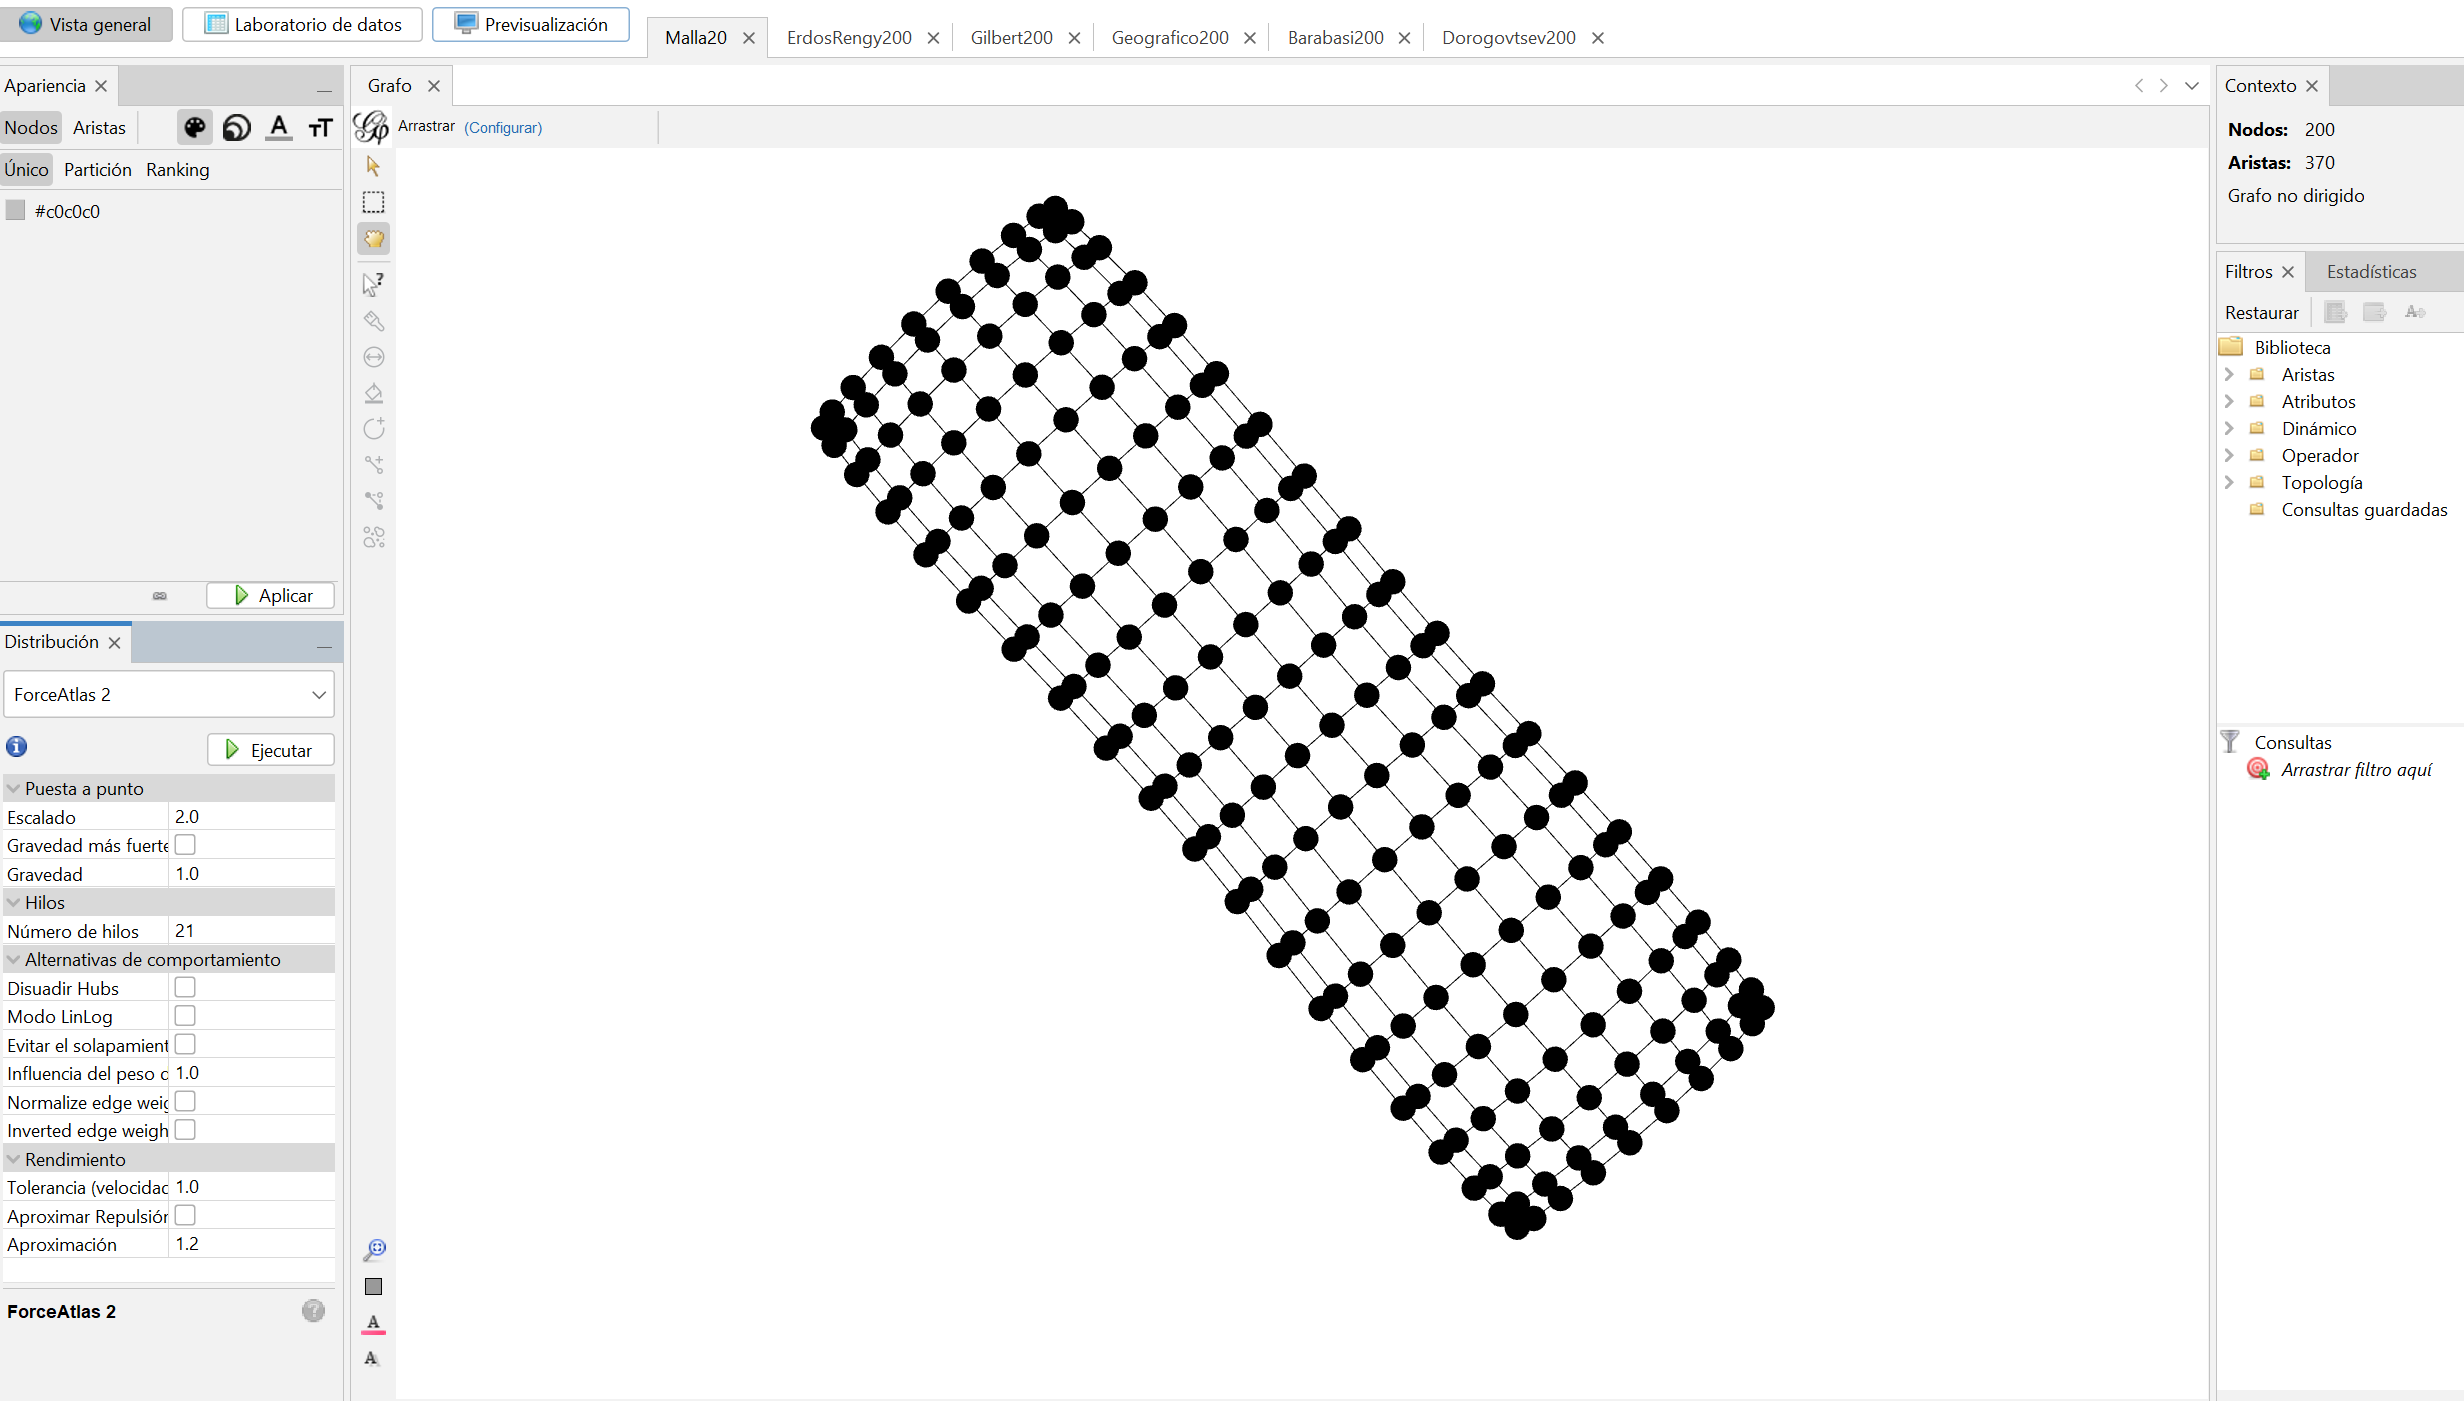 Vista general
Laboratorio de datos
Previsualización
Malla20
ErdosRengy200
Gilbert200
Geografico200
Barabasi200
Dorogovtsev200
Apariencia
Nodos
Aristas
Único
Partición
Ranking
#c0c0c0
Aplicar
Distribución
ForceAtlas 2
Ejecutar
Puesta a punto
Escalado 2.0
Gravedad más fuerte
Gravedad 1.0
Hilos
Número de hilos 21
Alternativas de comportamiento
Disuadir Hubs
Modo LinLog
Evitar el solapamient
Influencia del peso d 1.0
Normalize edge weig
Inverted edge weigh
Rendimiento
Tolerancia (velocidad 1.0
Aproximar Repulsión
Aproximación 1.2
ForceAtlas 2
Grafo
Arrastrar (Configurar)
Contexto
Nodos: 200
Aristas: 370
Grafo no dirigido
Filtros
Estadísticas
Restaurar
Biblioteca
Aristas
Atributos
Dinámico
Operador
Topología
Consultas guardadas
Consultas
Arrastrar filtro aquí